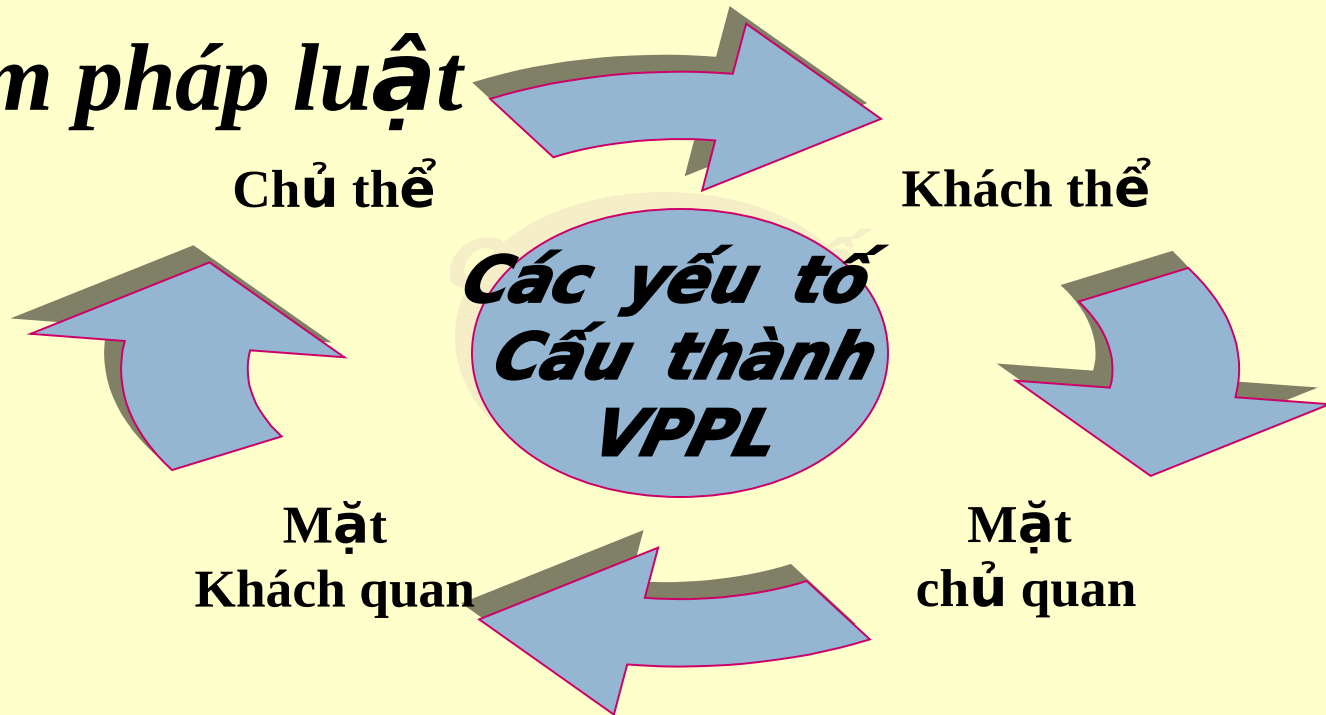 m pháp luật
Chủ thể
Khách thể
Các yếu tố
Cấu thành
VPPL
Mặt
Khách quan
Mặt
chủ quan